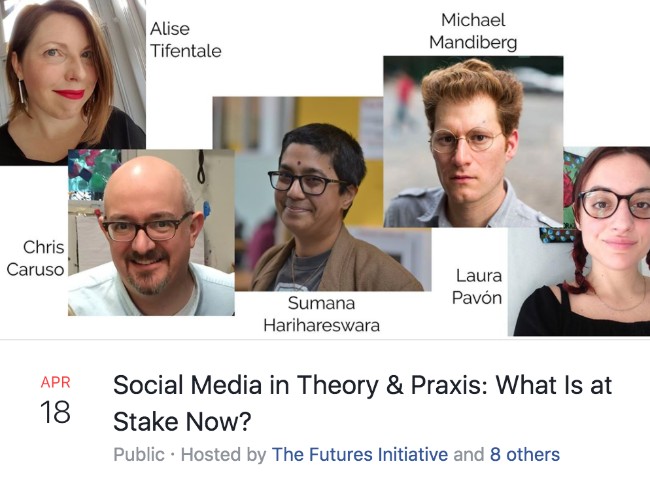 Alise
Tifentale
Michael
Mandiberg
Chris
Caruso
Sumana
Harihareswara
Laura
Pavón
APR
18
Social Media in Theory & Praxis: What Is at
Stake Now?
Public · Hosted by The Futures Initiative and 8 others